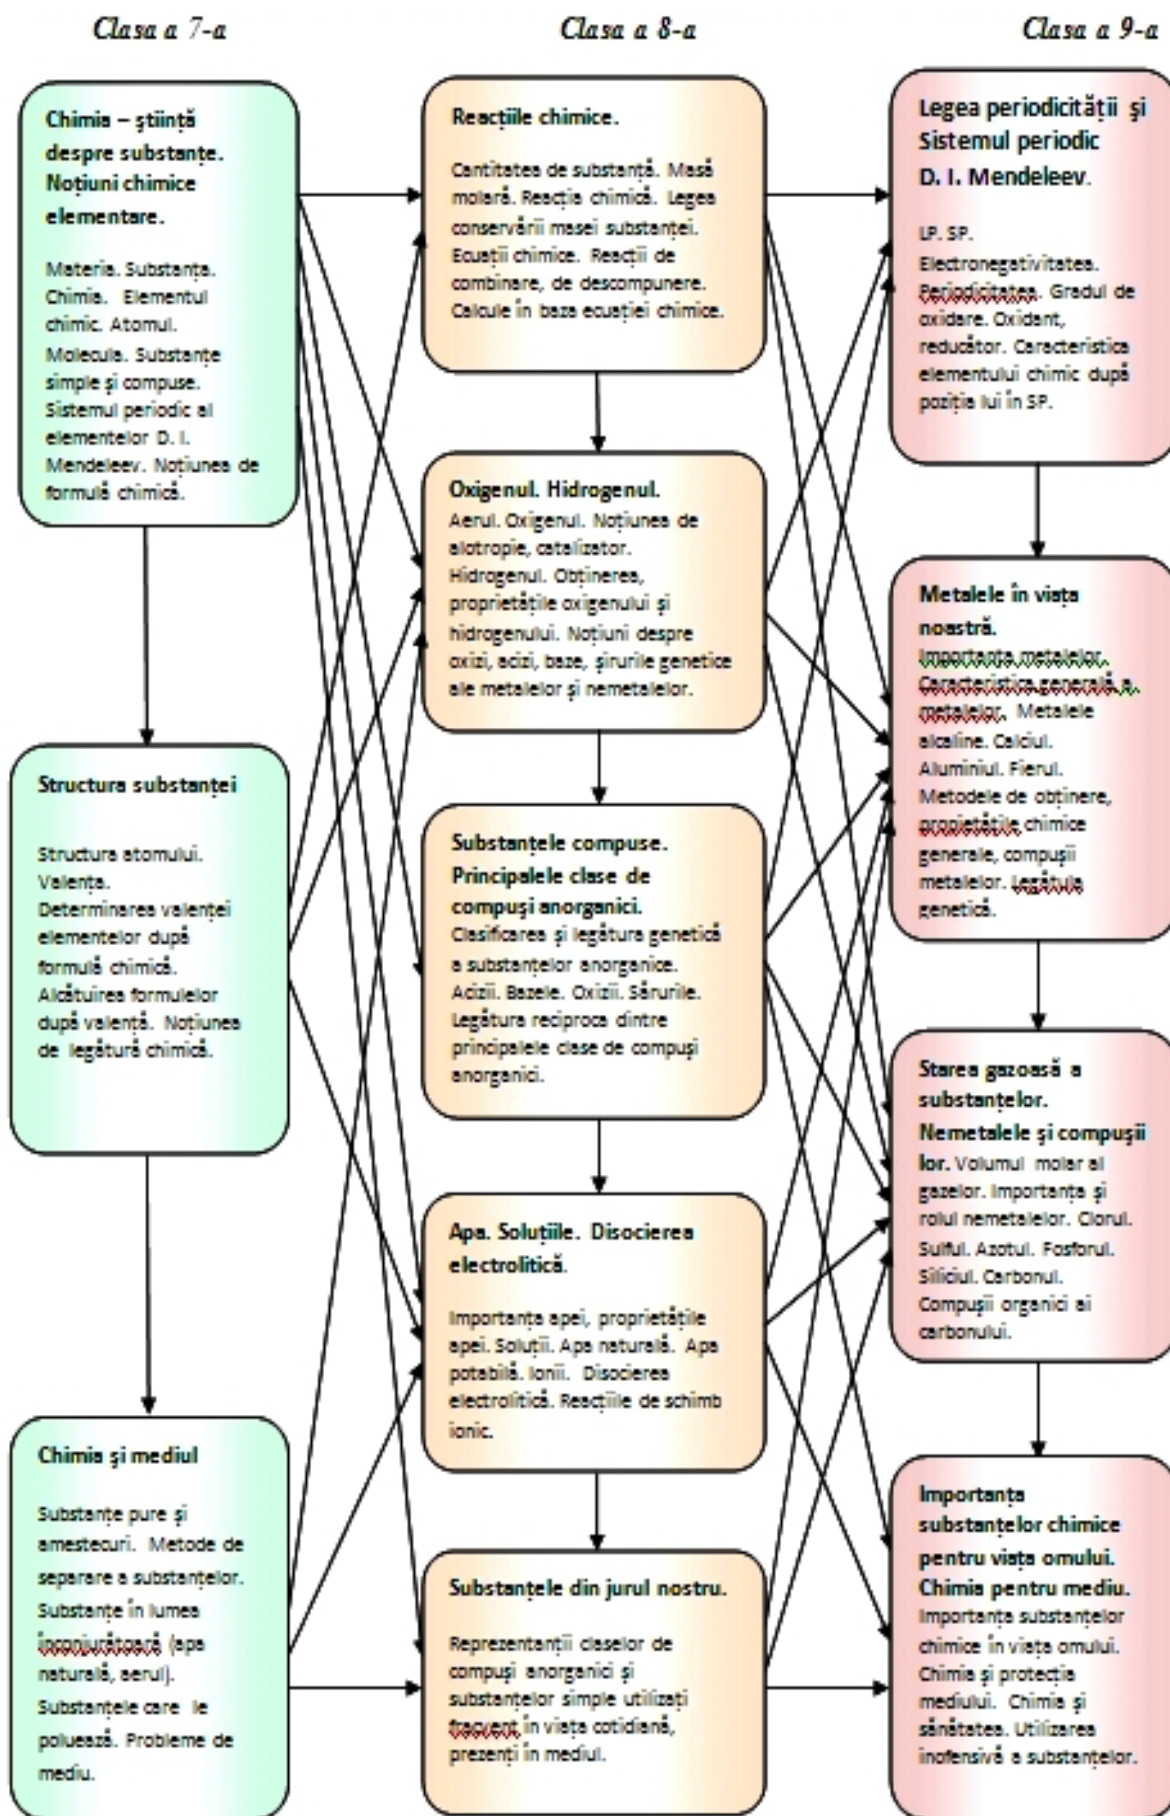 Clasa a 7-a
Clasa a 8-a
Clasa a 9-a
Chimia – știință
despre substanțe.
Noțiuni chimice
elementare.
Materia. Substanța.
Chimia. Elementul
chimic. Atomul.
Molecula. Substanțe
simple și compuse.
Sistemul periodic al
elementelor D. I.
Mendeleev. Noțiunea de
formulă chimică.
Structura substanței
Structura atomului.
Valența.
Determinarea valenței
elementelor după
formulă chimică.
Alcătuirea formulelor
după valență. Noțiunea
de legătură chimică.
Chimia și mediul
Substanțe pure și
amestecuri. Metode de
separare a substanțelor.
Substanțe în lumea
înconjurătoară (apa
naturală, aerul).
Substanțele care le
poluează. Probleme de
mediu.
Reacțiile chimice.
Cantitatea de substanță. Masă
molară. Reacția chimică. Legea
conservării masei substanței.
Ecuații chimice. Reacții de
combinare, de descompunere.
Calcule în baza ecuației chimice.
Oxigenul. Hidrogenul.
Aerul. Oxigenul. Noțiunea de
alotropie, catalizator.
Hidrogenul. Obținerea,
proprietățile oxigenului și
hidrogenului. Noțiuni despre
oxizi, acizi, baze, șirurile genetice
ale metalelor și nemetalelor.
Substanțele compuse.
Principalele clase de
compuși anorganici.
Clasificarea și legătura genetică
a substanțelor anorganice.
Acizii. Bazele. Oxizii. Sărurile.
Legătura reciproca dintre
principalele clase de compuși
anorganici.
Apa. Soluțiile. Disocierea
electrolitică.
Importanța apei, proprietățile
apei. Soluții. Apa naturală. Apa
potabilă. Ionii. Disocierea
electrolitică. Reacțiile de schimb
ionic.
Substanțele din jurul nostru.
Reprezentanții claselor de
compuși anorganici și
substanțelor simple utilizați
fracvent în viața cotidiană,
prezenți în mediul.
Legea periodicității și
Sistemul periodic
D. I. Mendeleev.
LP. SP.
Electronegativitatea.
Periodicitatea. Gradul de
oxidare. Oxidant,
reducător. Caracteristica
elementului chimic după
poziția lui în SP.
Metalele în viața
noastră.
Importanța metalelor.
Caracteristica generală a
metalelor. Metalele
alcaline. Calciul.
Aluminiul. Fierul.
Metodele de obținere,
propietățile chimice
generale, compușii
metalelor. Legătula
genetică.
Starea gazoasă a
substanțelor.
Nemetalele și compușii
lor. Volumul molar al
gazelor. Importanța și
rolul nemetalelor. Clorul.
Sulful. Azotul. Fosforul.
Siliciul. Carbonul.
Compușii organici ai
carbonului.
Importanța
substanțelor chimice
pentru viața omului.
Chimia pentru mediu.
Importanța substanțelor
chimice în viața omului.
Chimia și protecția
mediului. Chimia și
sănătatea. Utilizarea
inofensivă a substanțelor.